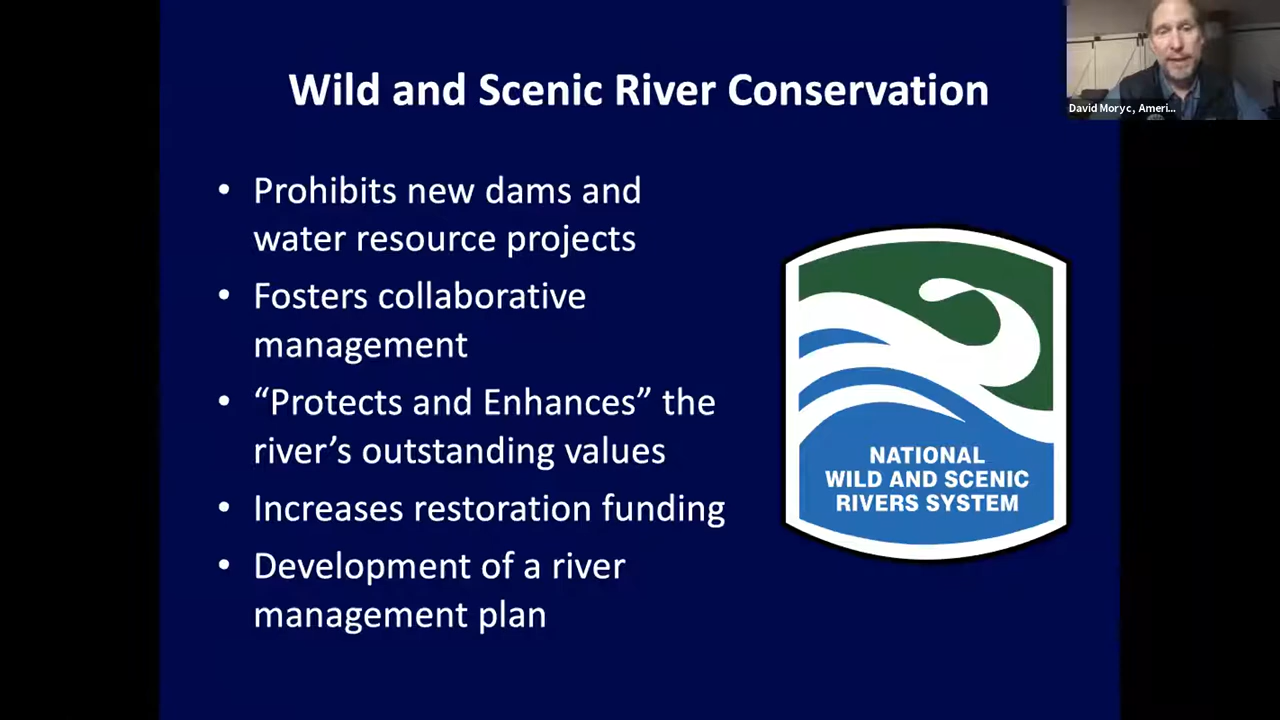 Wild and Scenic River Conservation
David Moryc, Ameri...
• Prohibits new dams and
water resource projects
• Fosters collaborative
management
• “Protects and Enhances” the
river’s outstanding values
• Increases restoration funding
• Development of a river
management plan
NATIONAL
WILD AND SCENIC
RIVERS SYSTEM